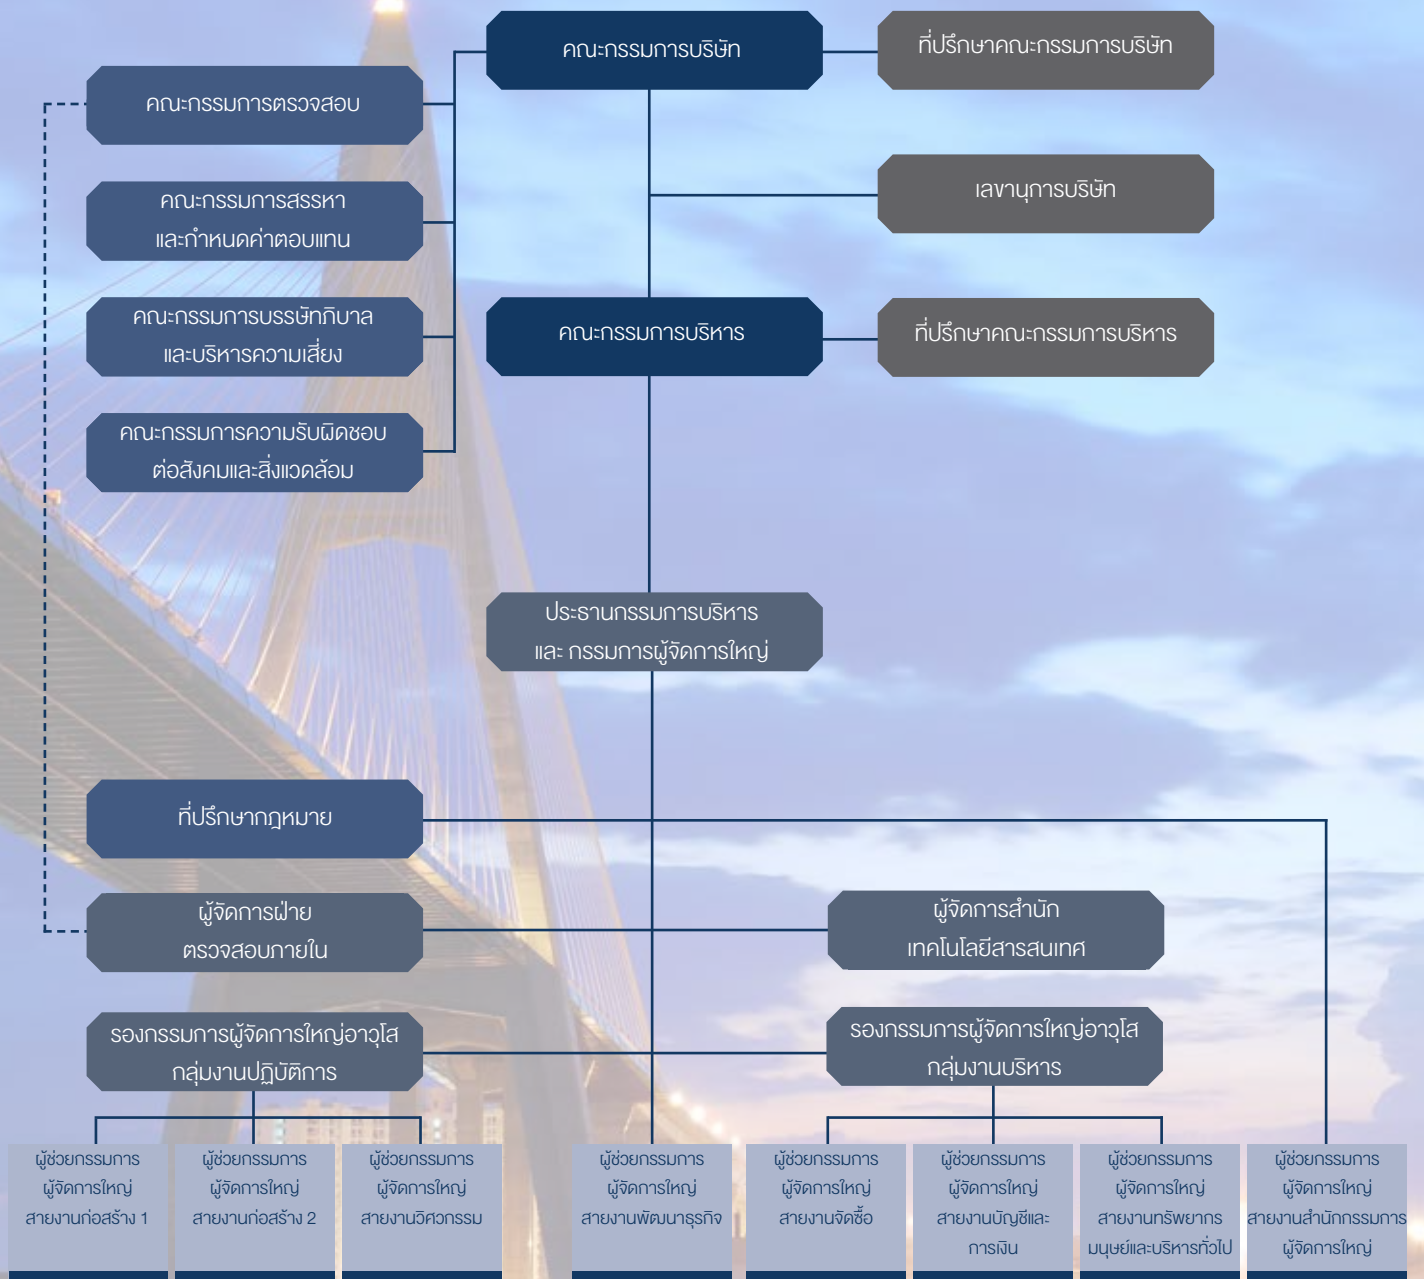 คณะกรรมการบริษัท
ที่ปรึกษาคณะกรรมการบริษัท
คณะกรรมการตรวจสอบ
เลขานุการบริษัท
คณะกรรมการสรรหา
และกำหนดค่าตอบแทน
คณะกรรมการบรรษัทภิบาล
และบริหารความเสี่ยง
คณะกรรมการบริหาร
ที่ปรึกษาคณะกรรมการบริหาร
คณะกรรมการความรับผิดชอบ
ต่อสังคมและสิ่งแวดล้อม
ประธานกรรมการบริหาร
และ กรรมการผู้จัดการใหญ่
ที่ปรึกษากฎหมาย
ผู้จัดการฝ่าย
ตรวจสอบภายใน
ผู้จัดการสำนัก
เทคโนโลยีสารสนเทศ
รองกรรมการผู้จัดการใหญ่อาวุโส
กลุ่มงานปฏิบัติการ
รองกรรมการผู้จัดการใหญ่อาวุโส
กลุ่มงานบริหาร
ผู้ช่วยกรรมการ
ผู้จัดการใหญ่
สายงานก่อสร้าง 1
ผู้ช่วยกรรมการ
ผู้จัดการใหญ่
สายงานก่อสร้าง 2
ผู้ช่วยกรรมการ
ผู้จัดการใหญ่
สายงานวิศวกรรม
ผู้ช่วยกรรมการ
ผู้จัดการใหญ่
สายงานพัฒนาธุรกิจ
ผู้ช่วยกรรมการ
ผู้จัดการใหญ่
สายงานจัดซื้อ
ผู้ช่วยกรรมการ
ผู้จัดการใหญ่
สายงานบัญชีและ
การเงิน
ผู้ช่วยกรรมการ
ผู้จัดการใหญ่
สายงานทรัพยากร
มนุษย์และบริหารทั่วไป
ผู้ช่วยกรรมการ
ผู้จัดการใหญ่
สายงานสำนักกรรมการ
ผู้จัดการใหญ่